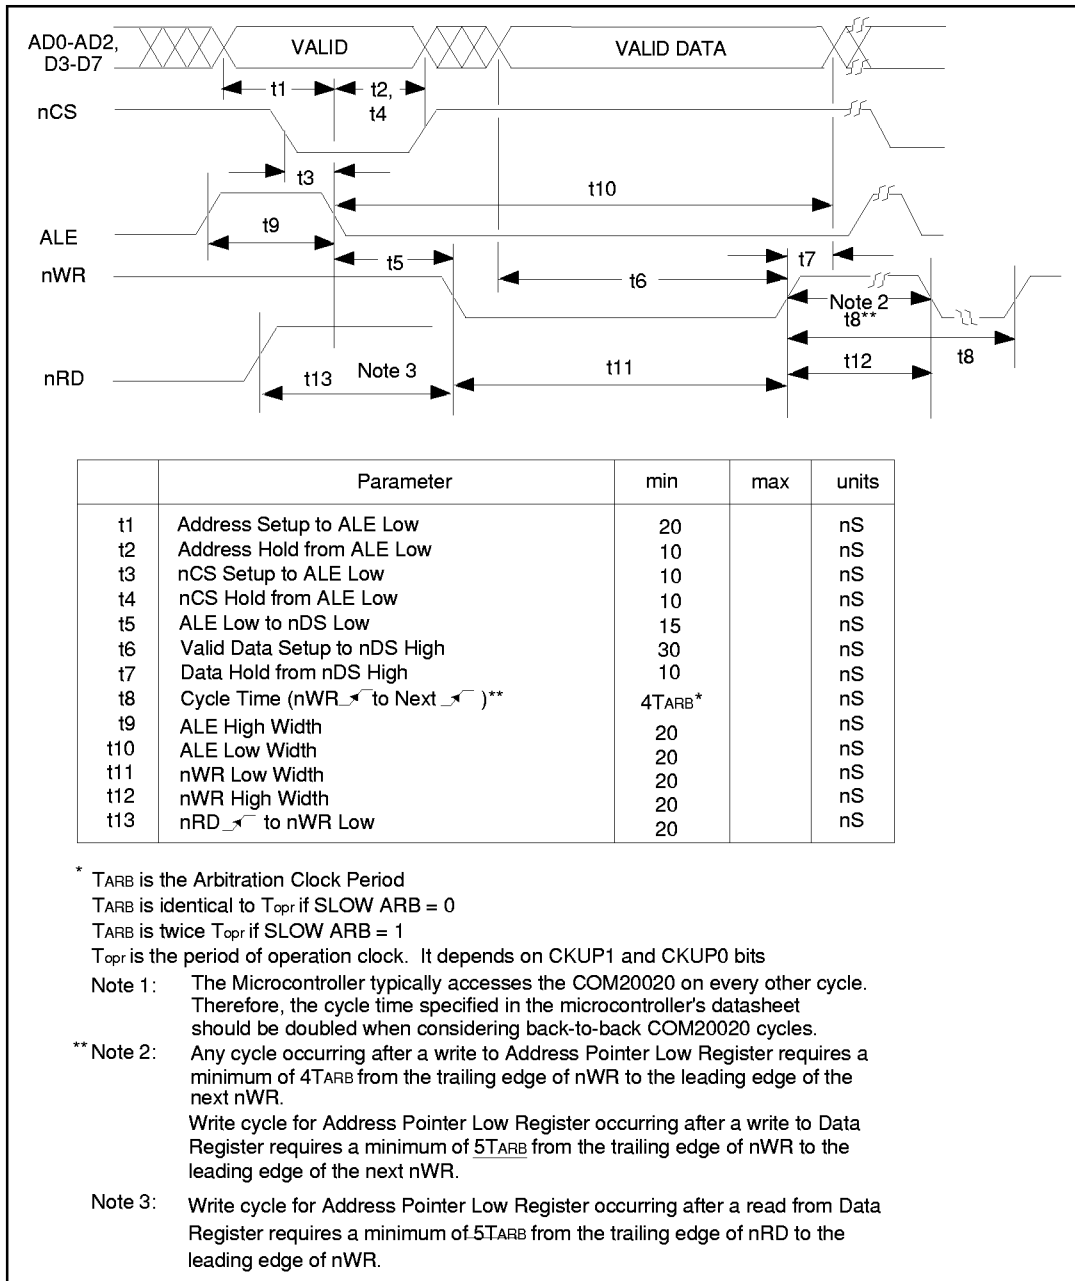 AD0-AD2,
D3-D7
VALID
VALID DATA
t1
t2,
t4
nCS
t3
t10
t9
ALE
t5
t7
nWR
t6
Note 2
t8**
t8
nRD
t13
Note 3
t11
t12
Parameter min max units
t1 Address Setup to ALE Low 20 nS
t2 Address Hold from ALE Low 10 nS
t3 nCS Setup to ALE Low 10 nS
t4 nCS Hold from ALE Low 10 nS
t5 ALE Low to nDS Low 15 nS
t6 Valid Data Setup to nDS High 30 nS
t7 Data Hold from nDS High 10 nS
t8 Cycle Time (nWR to Next )** 4TARB* nS
t9 ALE High Width 20 nS
t10 ALE Low Width 20 nS
t11 nWR Low Width 20 nS
t12 nWR High Width 20 nS
t13 nRD to nWR Low 20 nS
* TARB is the Arbitration Clock Period
TARB is identical to Topr if SLOW ARB = 0
TARB is twice Topr if SLOW ARB = 1
Topr is the period of operation clock. It depends on CKUP1 and CKUP0 bits
Note 1: The Microcontroller typically accesses the COM20020 on every other cycle.
Therefore, the cycle time specified in the microcontroller's datasheet
should be doubled when considering back-to-back COM20020 cycles.
** Note 2: Any cycle occurring after a write to Address Pointer Low Register requires a
minimum of 4TARB from the trailing edge of nWR to the leading edge of the
next nWR.
Write cycle for Address Pointer Low Register occurring after a write to Data
Register requires a minimum of 5TARB from the trailing edge of nWR to the
leading edge of the next nWR.
Note 3: Write cycle for Address Pointer Low Register occurring after a read from Data
Register requires a minimum of 5TARB from the trailing edge of nRD to the
leading edge of nWR.